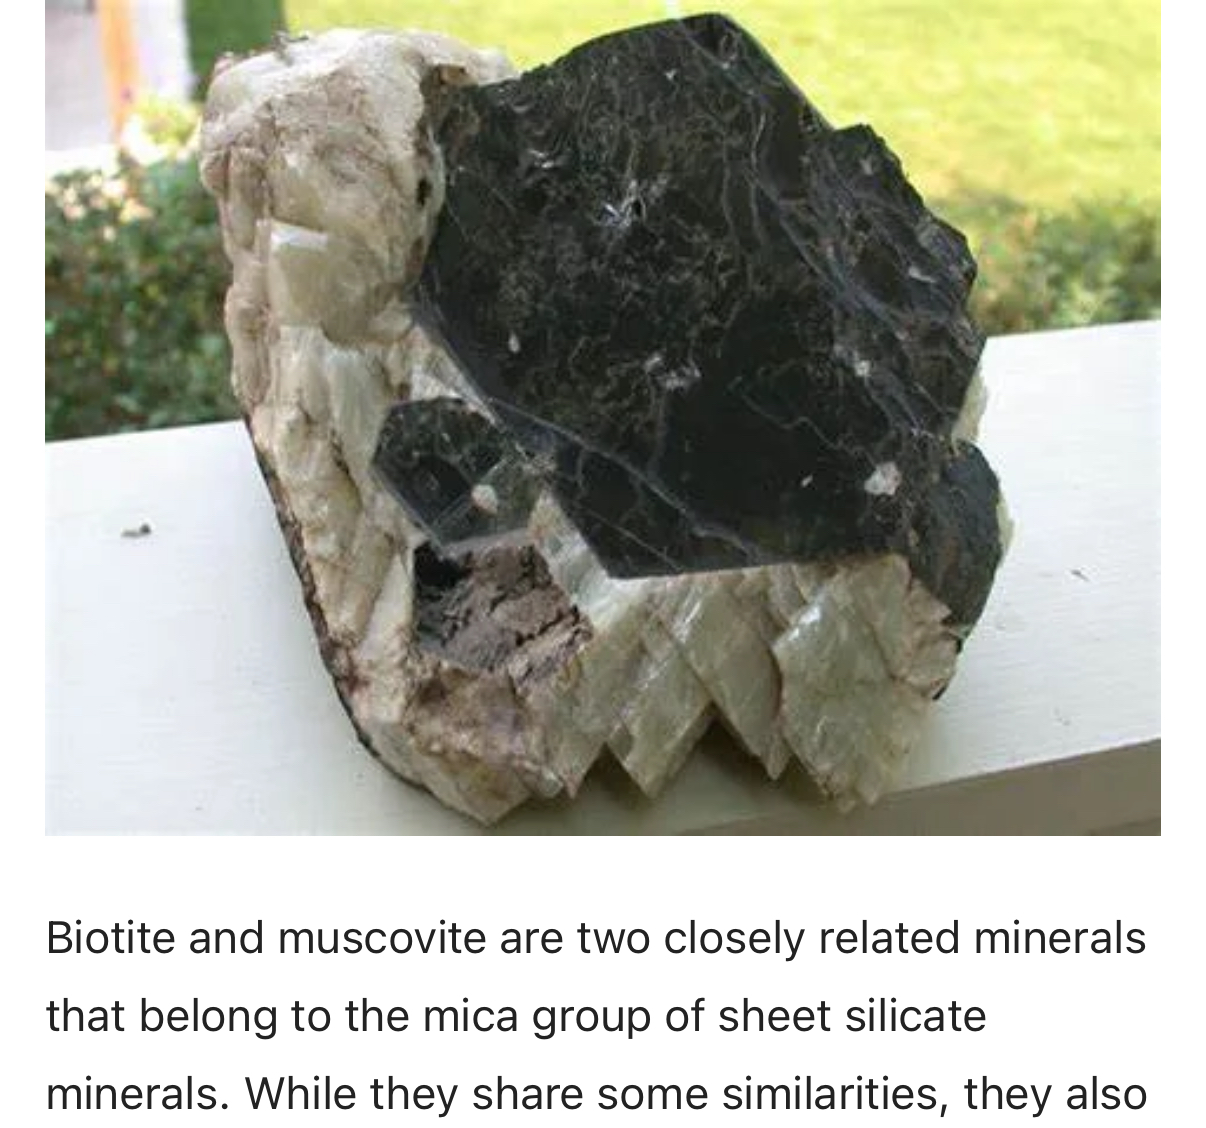 Biotite and muscovite are two closely related minerals
that belong to the mica group of sheet silicate
minerals. While they share some similarities, they also